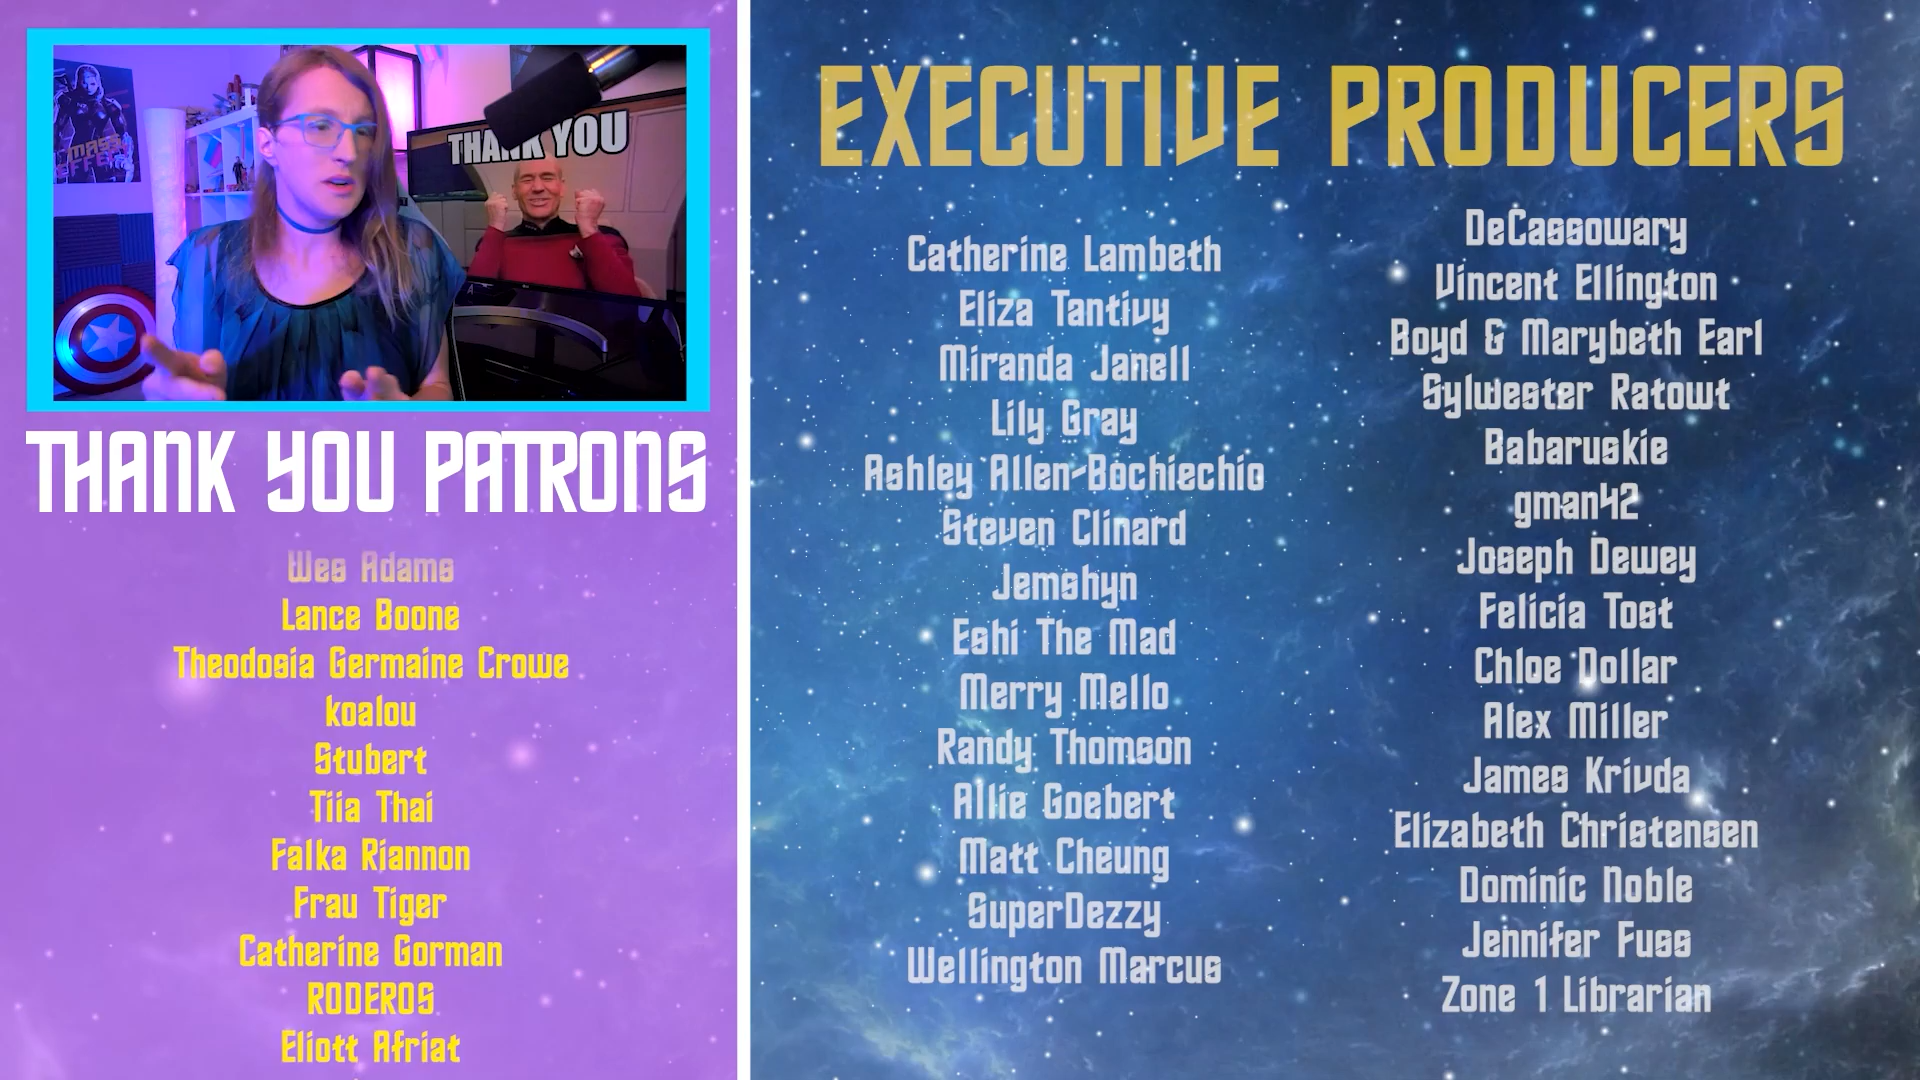 MASS
THANK YOU
THANK YOU PATRONS
Wes Adams
Lance Boone
Theodosia Germaine Crowe
koalou
Stubert
Tiia Thai
Falka Riannon
Frau Tiger
Catherine Gorman
RODEROS
Eliott Afriat
EXECUTIVE PRODUCERS
Catherine Lambeth
Eliza Tantivy
Miranda Janell
Lily Gray
Ashley Allen-Bochiechio
Steven Clinard
Jemshyn
Eshi The Mad
Merry Mello
Randy Thomson
Allie Goebert
Matt Cheung
SuperDezzy
Wellington Marcus
DeCassowary
Vincent Ellington
Boyd & Marybeth Earl
Sylwester Ratowt
Babaruskie
gman42
Joseph Dewey
Felicia Tost
Chloe Dollar
Alex Miller
James Krivda
Elizabeth Christensen
Dominic Noble
Jennifer Fuss
Zone 1 Librarian